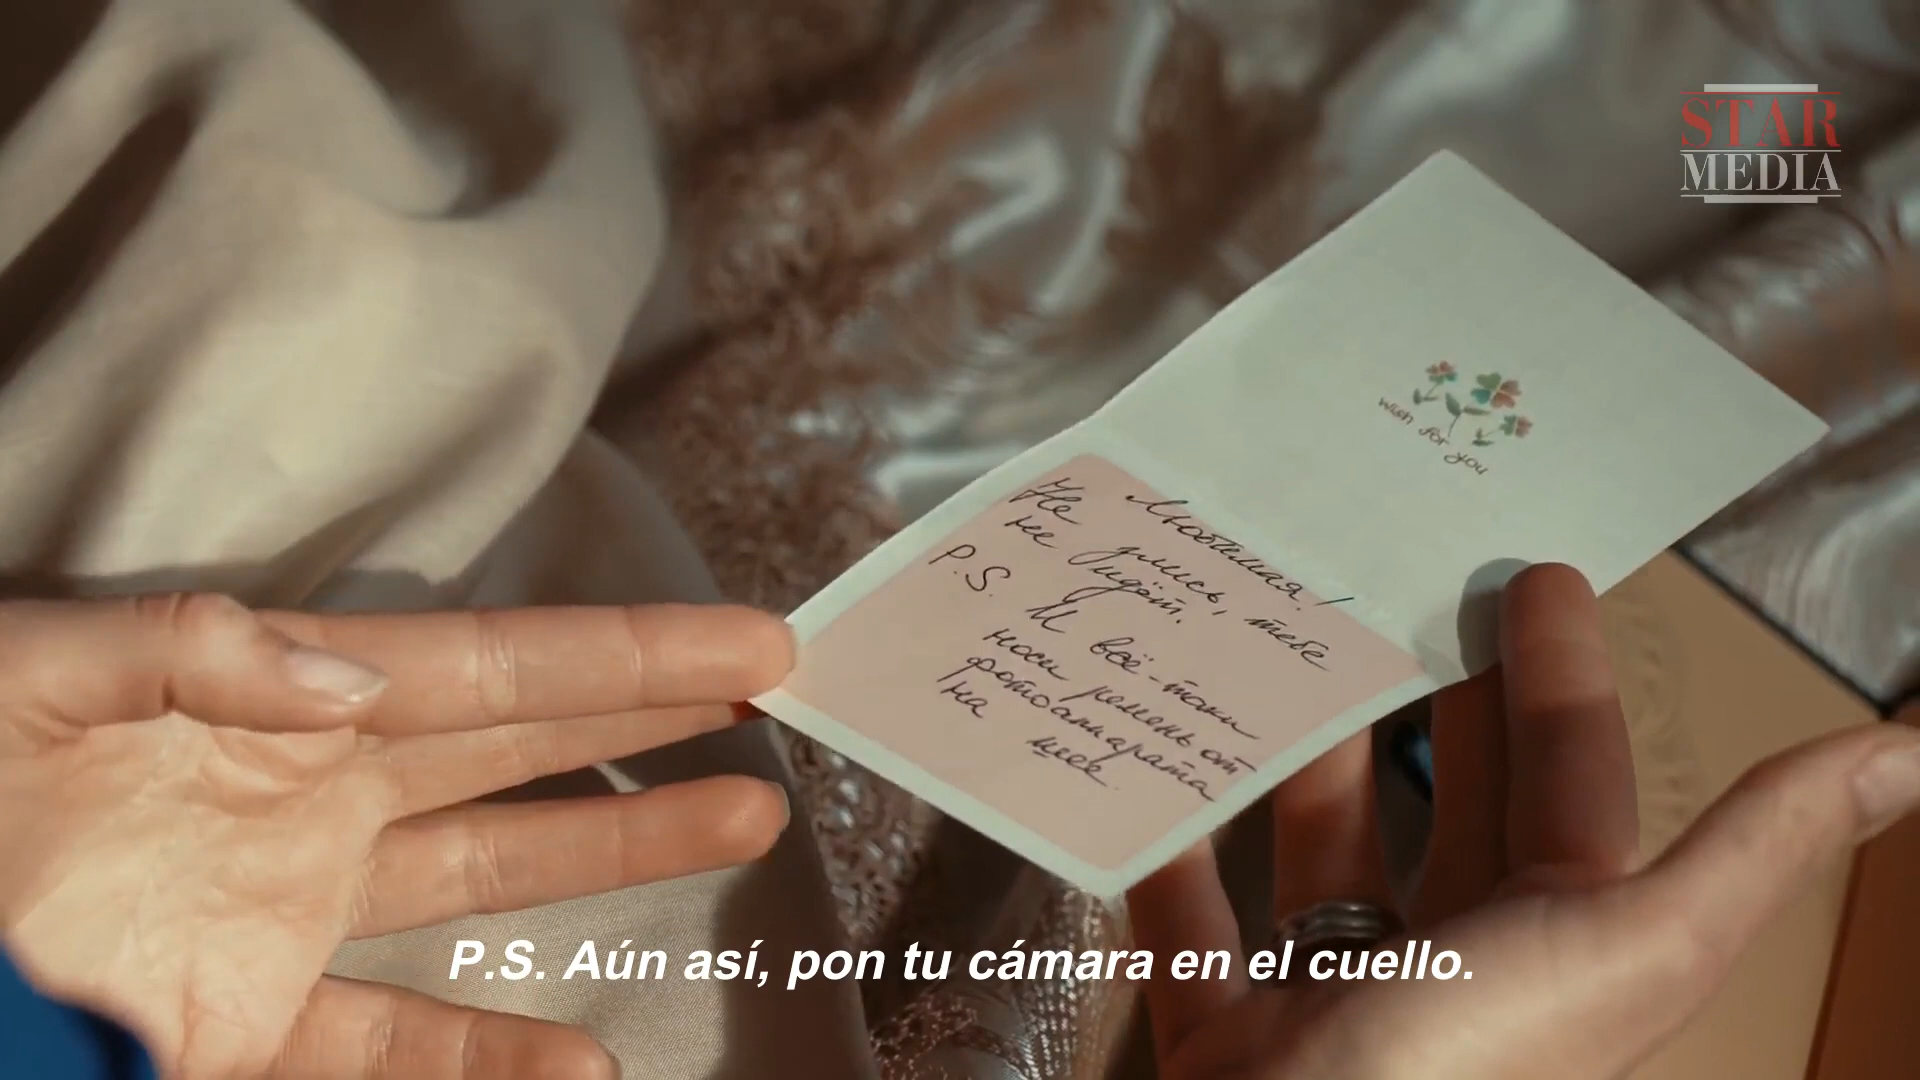 STAR
MEDIA
wish for you
Любимая!
Не злись, тебе
не идёт.
P.S. И всё-таки
носи ремень от
фотоаппарата
на шее.
P.S. Aún así, pon tu cámara en el cuello.